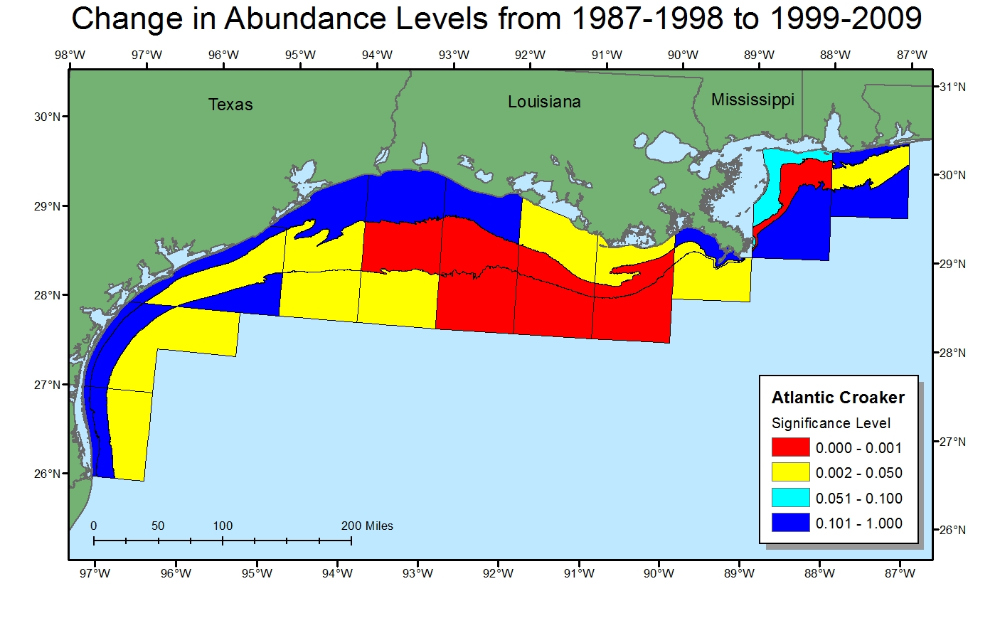 Change in Abundance Levels from 1987-1998 to 1999-2009
98°W 97°W 96°W 95°W 94°W 93°W 92°W 91°W 90°W 89°W 88°W 87°W
31°N
Texas Louisiana Mississippi
30°N
30°N
29°N
29°N
28°N
28°N
27°N
Atlantic Croaker
Significance Level
0.000 - 0.001
27°N
0.002 - 0.050
26°N
0.051 - 0.100
0.101 - 1.000
0 50 100 200 Miles
26°N
97°W 96°W 95°W 94°W 93°W 92°W 91°W 90°W 89°W 88°W 87°W